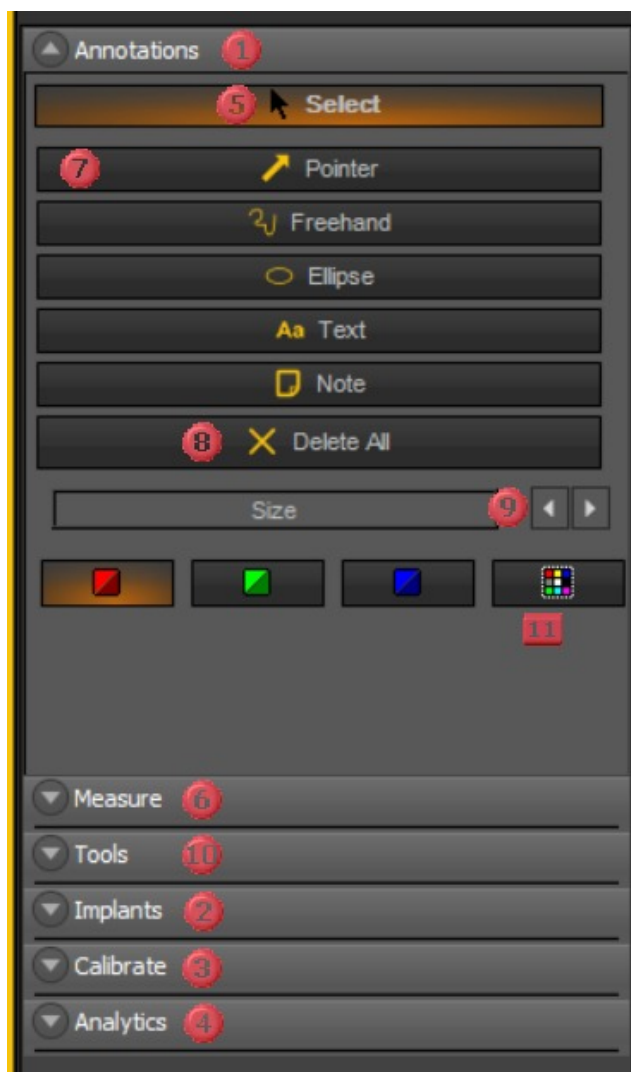 Annotations 1
5 Select
7 Pointer
Freehand
Ellipse
Aa Text
Note
8 Delete All
Size 9
11
Measure 6
Tools 10
Implants 2
Calibrate 3
Analytics 4